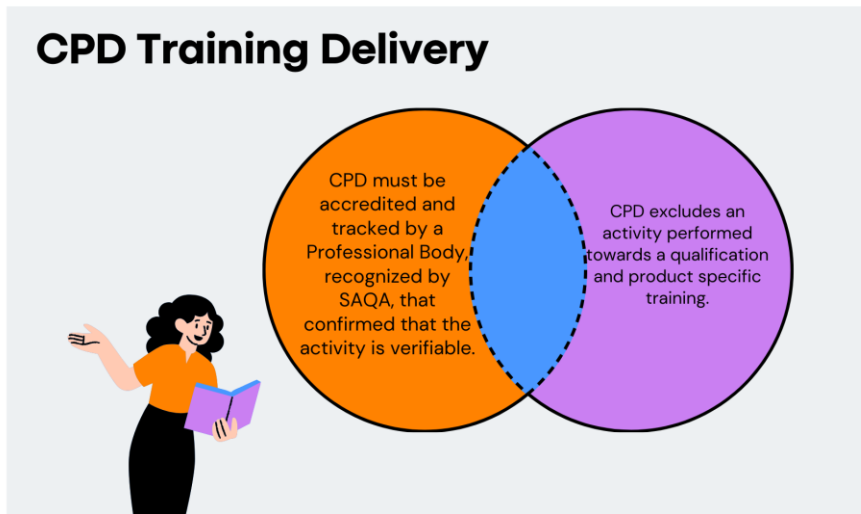 CPD Training Delivery
CPD must be
accredited and
tracked by a
Professional Body,
recognized by
SAQA, that
confirmed that the
activity is verifiable.
CPD excludes an
activity performed
towards a qualification
and product specific
training.